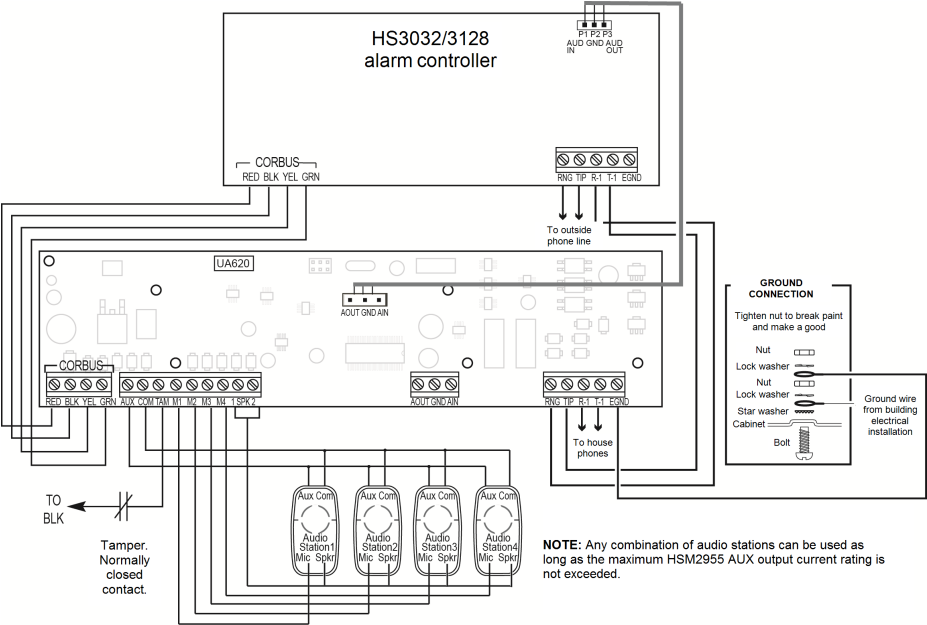 HS3032/3128
alarm controller
P1 P2 P3
AUD GND AUD
IN OUT
CORBUS
RED BLK YEL GRN
RNG TIP R-1 T-1 EGND
To outside
phone line
UA620
AOUT GND AIN
CORBUS
RED BLK YEL GRN
AUX COM TAM M1 M2 M3 M4 1 SPK 2
AOUT GND AIN
RNG TIP R-1 T-1 EGND
To house
phones
GROUND
CONNECTION
Tighten nut to break paint
and make a good
Nut
Lock washer
Nut
Lock washer
Star washer
Cabinet
Bolt
Ground wire
from building
electrical
installation
TO
BLK
Tamper.
Normally
closed
contact.
Aux Com
Audio
Station1
Mic Spkr
Aux Com
Audio
Station2
Mic Spkr
Aux Com
Audio
Station3
Mic Spkr
Aux Com
Audio
Station4
Mic Spkr
NOTE: Any combination of audio stations can be used as
long as the maximum HSM2955 AUX output current rating is
not exceeded.